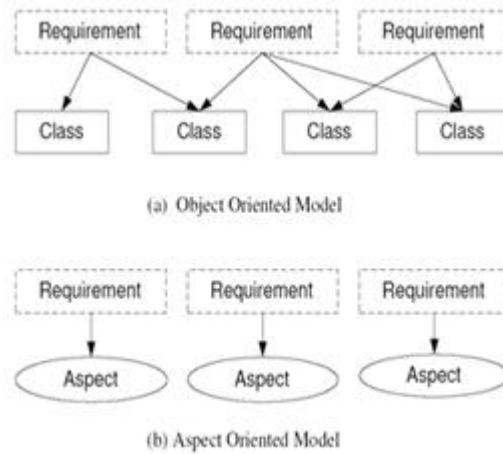 Requirement Requirement Requirement
Class Class Class Class
(a) Object Oriented Model
Requirement Requirement Requirement
Aspect Aspect Aspect
(b) Aspect Oriented Model